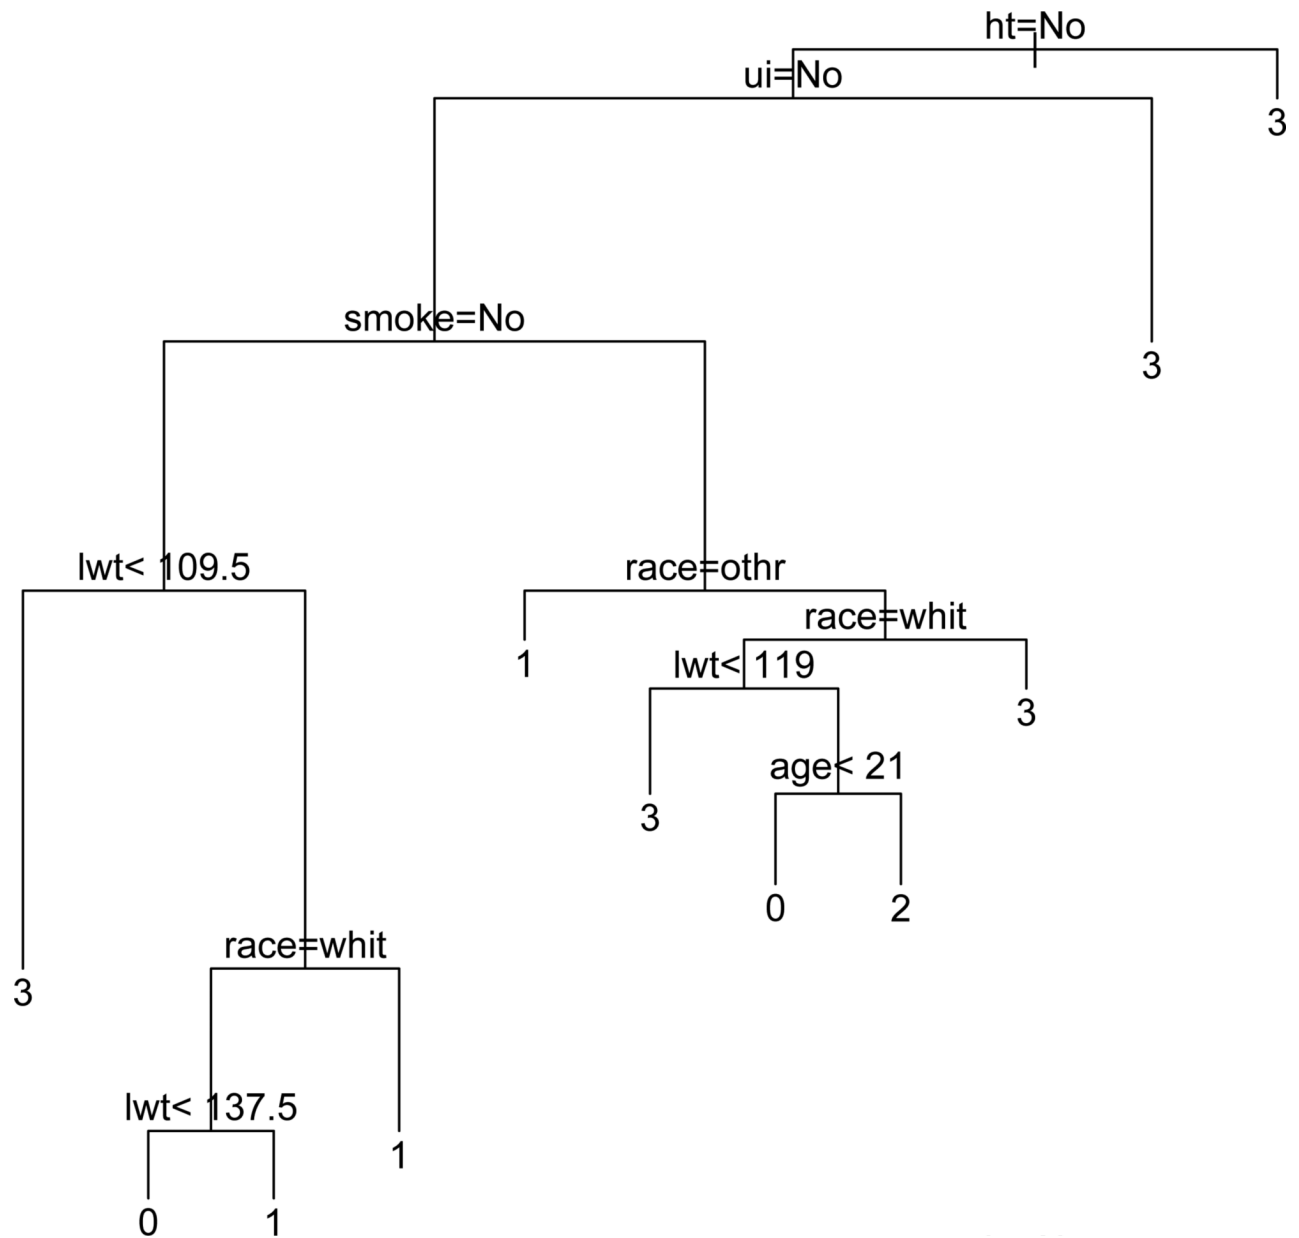 ht=No
ui=No
3
smoke=No
3
lwt< 109.5
race=othr
race=whit
1
lwt< 119
3
age< 21
3
0
2
race=whit
3
lwt< 137.5
1
0
1